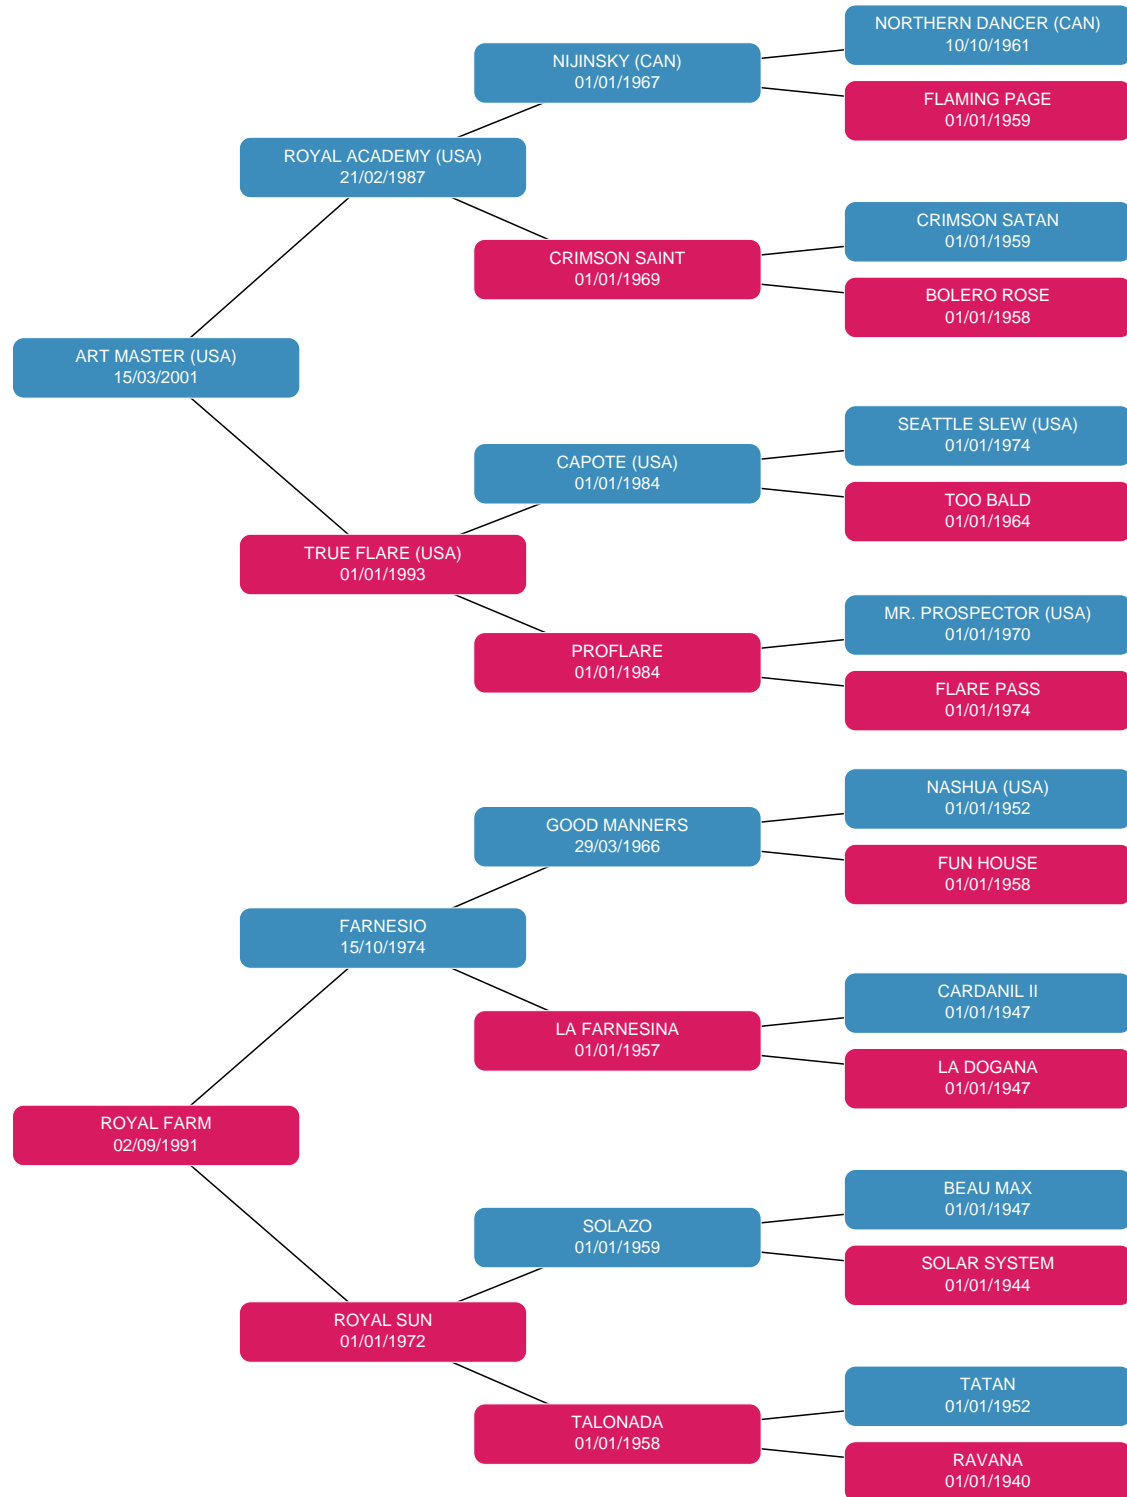 NORTHERN DANCER (CAN)
10/10/1961
NIJINSKY (CAN)
01/01/1967
FLAMING PAGE
01/01/1959
ROYAL ACADEMY (USA)
21/02/1987
CRIMSON SATAN
01/01/1959
CRIMSON SAINT
01/01/1969
BOLERO ROSE
01/01/1958
ART MASTER (USA)
15/03/2001
SEATTLE SLEW (USA)
01/01/1974
CAPOTE (USA)
01/01/1984
TOO BALD
01/01/1964
TRUE FLARE (USA)
01/01/1993
MR. PROSPECTOR (USA)
01/01/1970
PROFLARE
01/01/1984
FLARE PASS
01/01/1974
NASHUA (USA)
01/01/1952
GOOD MANNERS
29/03/1966
FUN HOUSE
01/01/1958
FARNESIO
15/10/1974
CARDANIL II
01/01/1947
LA FARNESINA
01/01/1957
LA DOGANA
01/01/1947
ROYAL FARM
02/09/1991
BEAU MAX
01/01/1947
SOLAZO
01/01/1959
SOLAR SYSTEM
01/01/1944
ROYAL SUN
01/01/1972
TATAN
01/01/1952
TALONADA
01/01/1958
RAVANA
01/01/1940